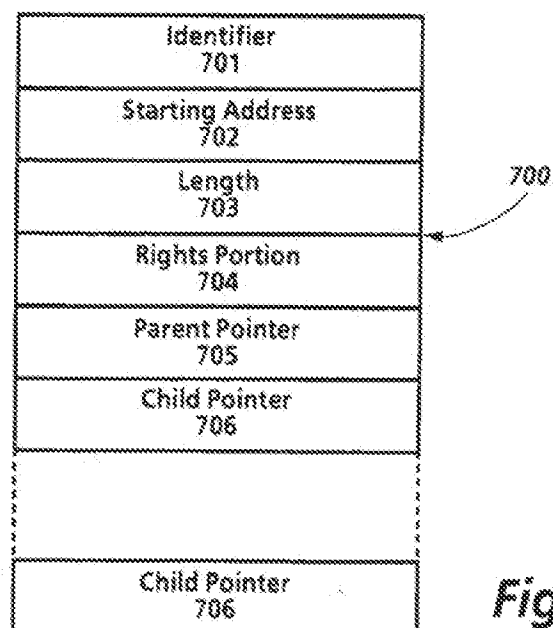 Identifier
701
Starting Address
702
Length
703
700
Rights Portion
704
Parent Pointer
705
Child Pointer
706
Child Pointer
706
Fig